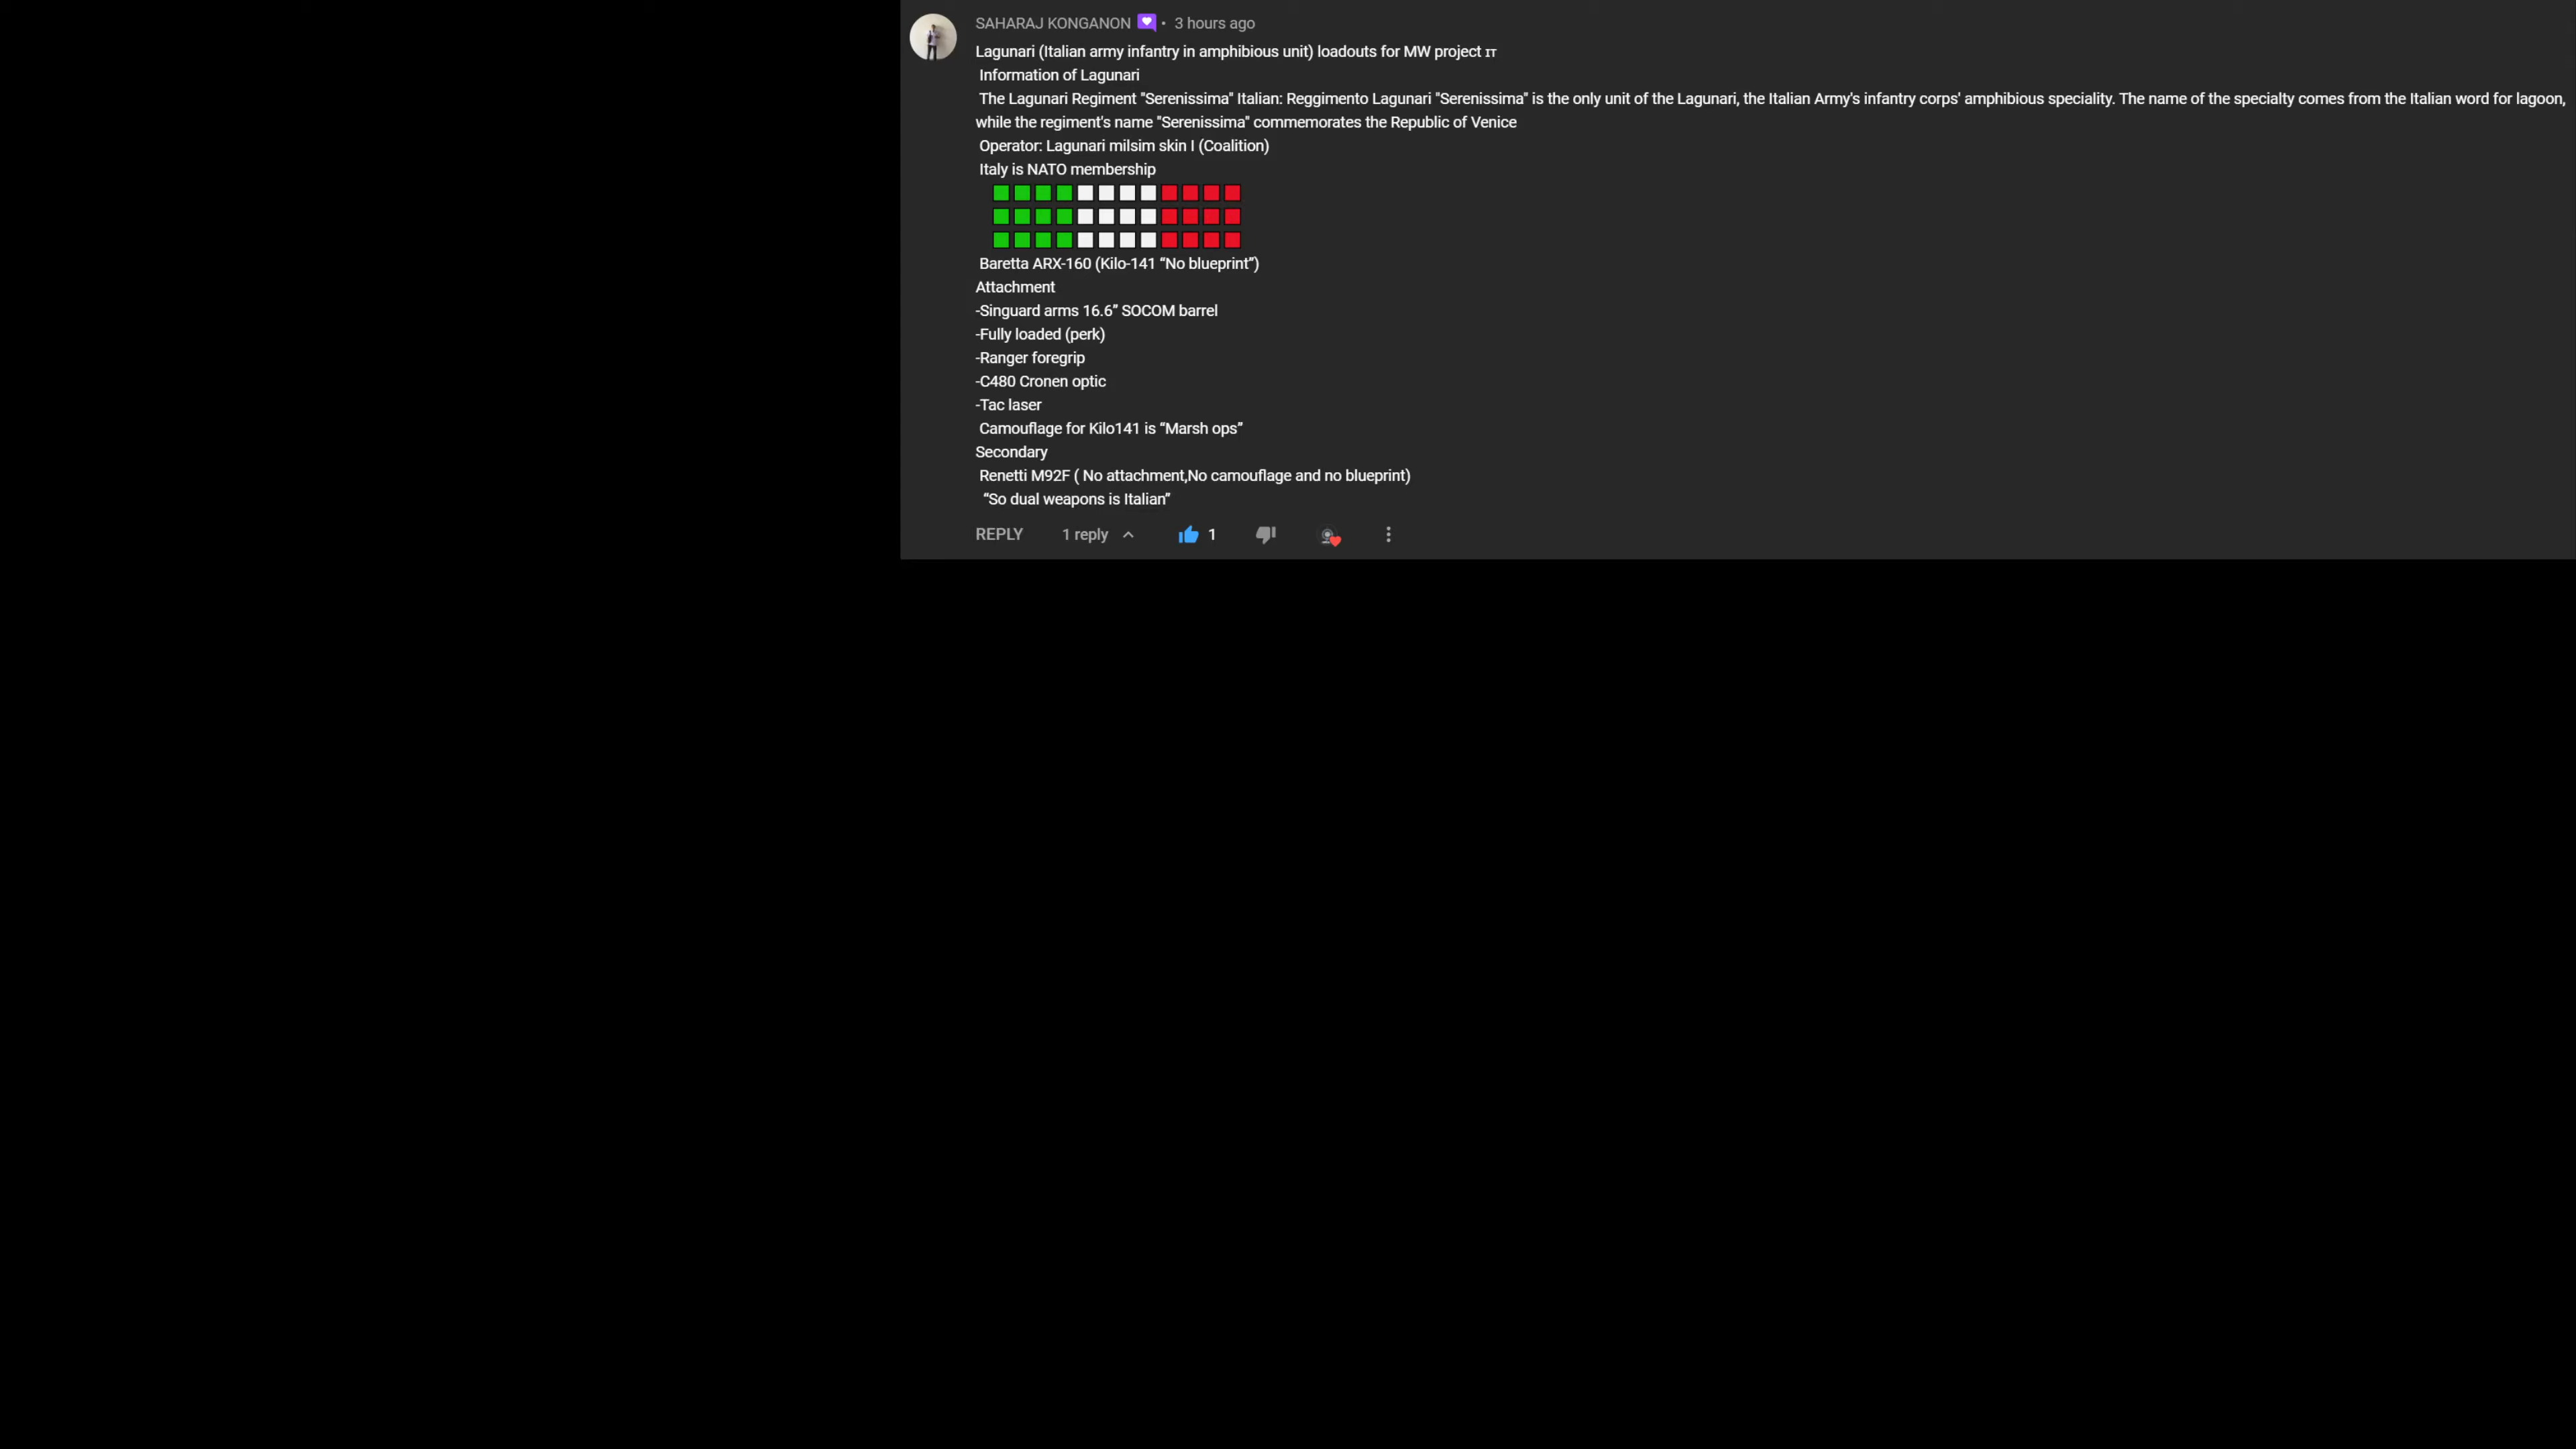 SAHARAJ KONGANON • 3 hours ago
Lagunari (Italian army infantry in amphibious unit) loadouts for MW project IT
Information of Lagunari
The Lagunari Regiment "Serenissima" Italian: Reggimento Lagunari "Serenissima" is the only unit of the Lagunari, the Italian Army's infantry corps' amphibious speciality. The name of the specialty comes from the Italian word for lagoon,
while the regiment's name "Serenissima" commemorates the Republic of Venice
Operator: Lagunari milsim skin I (Coalition)
Italy is NATO membership
Baretta ARX-160 (Kilo-141 “No blueprint”)
Attachment
-Singuard arms 16.6” SOCOM barrel
-Fully loaded (perk)
-Ranger foregrip
-C480 Cronen optic
-Tac laser
Camouflage for Kilo141 is “Marsh ops”
Secondary
Renetti M92F ( No attachment,No camouflage and no blueprint)
“So dual weapons is Italian”
REPLY 1 reply 1